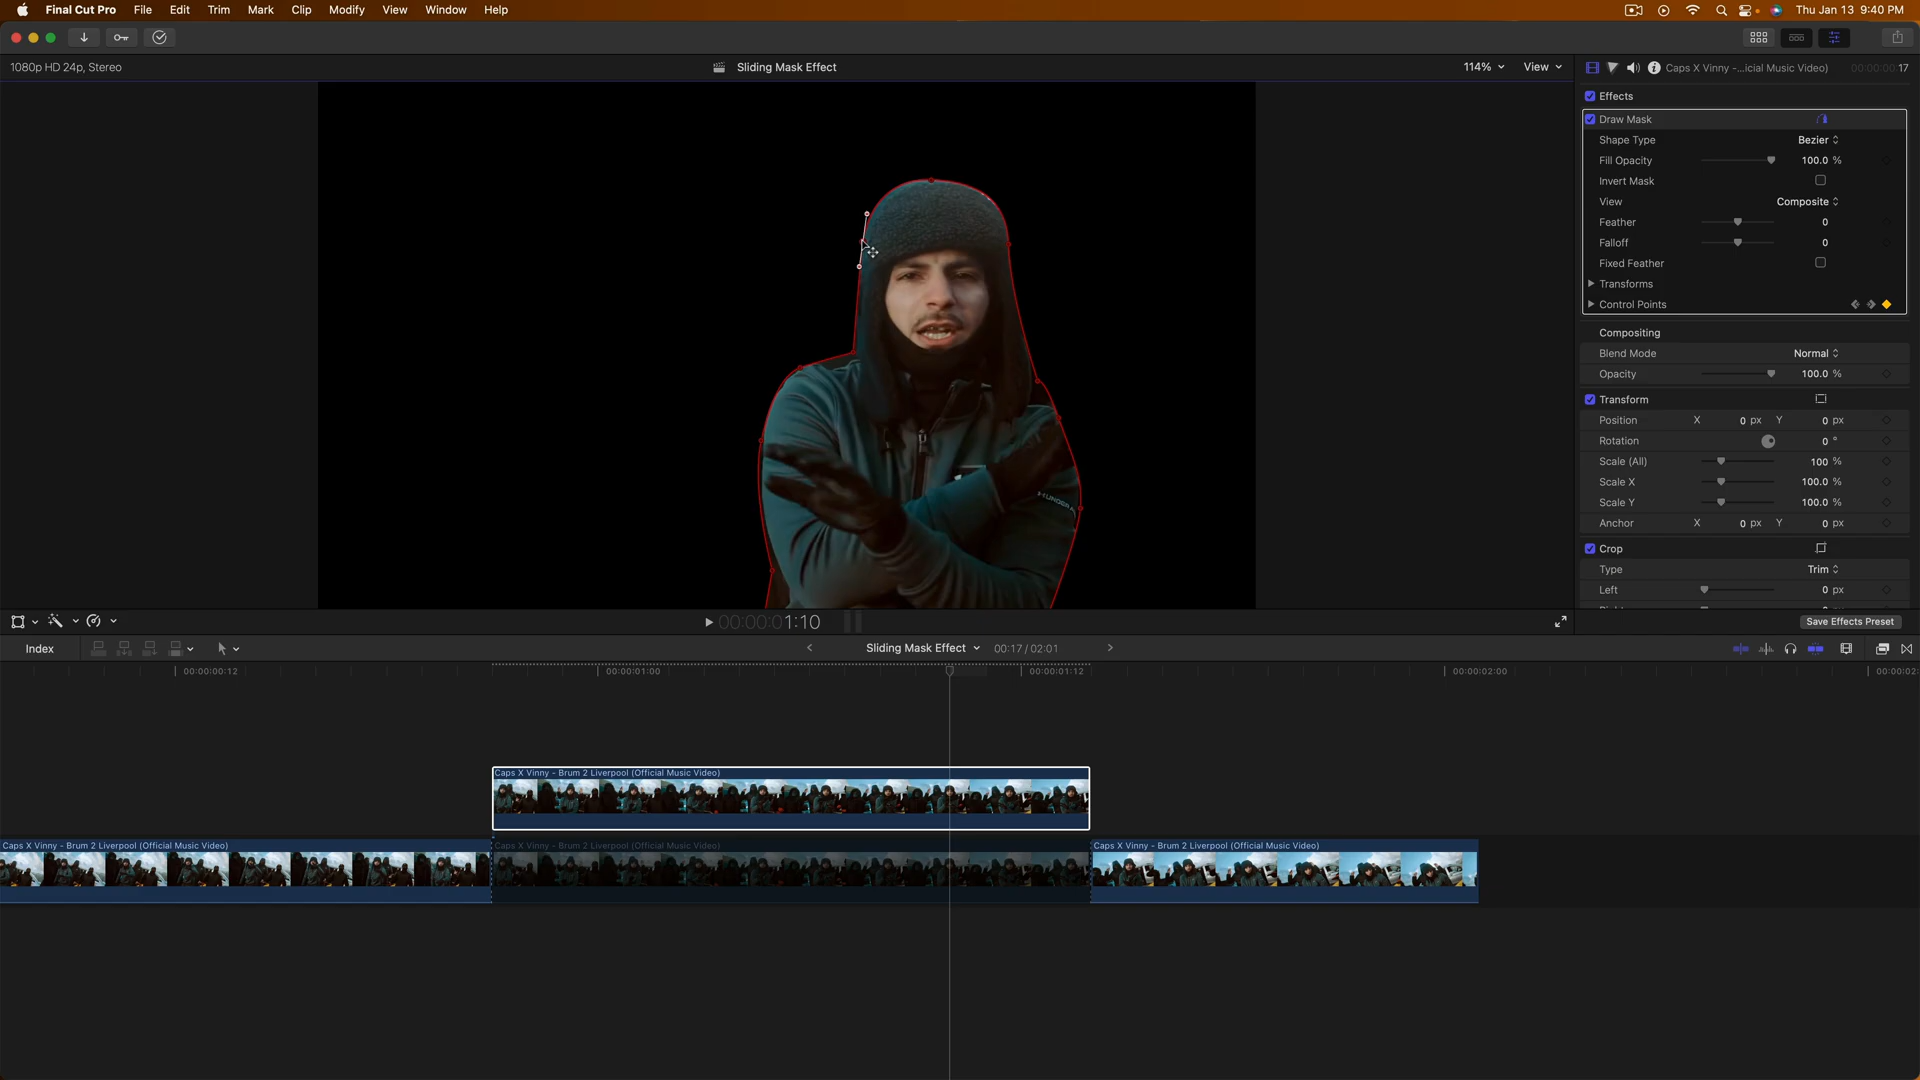 Final Cut Pro File Edit Trim Mark Clip Modify View Window Help Thu Jan 13 9:40 PM
1080p HD 24p, Stereo Sliding Mask Effect 114% View Caps X Vinny -...icial Music Video) 00:00:00:17
Effects
Draw Mask
Shape Type Bezier
Fill Opacity 100.0 %
Invert Mask
View Composite
Feather 0
Falloff 0
Fixed Feather
Transforms
Control Points
Compositing
Blend Mode Normal
Opacity 100.0 %
Transform
Position X 0 px Y 0 px
Rotation 0 °
Scale (All) 100 %
Scale X 100.0 %
Scale Y 100.0 %
Anchor X 0 px Y 0 px
Crop
Type Trim
Left 0 px
00:00:01:10 Save Effects Preset
Index Sliding Mask Effect 00:17 / 02:01
00:00:00:12 00:00:01:00 00:00:01:12 00:00:02:00 00:00:02:
Caps X Vinny - Brum 2 Liverpool (Official Music Video)
Caps X Vinny - Brum 2 Liverpool (Official Music Video) Caps X Vinny - Brum 2 Liverpool (Official Music Video) Caps X Vinny - Brum 2 Liverpool (Official Music Video)